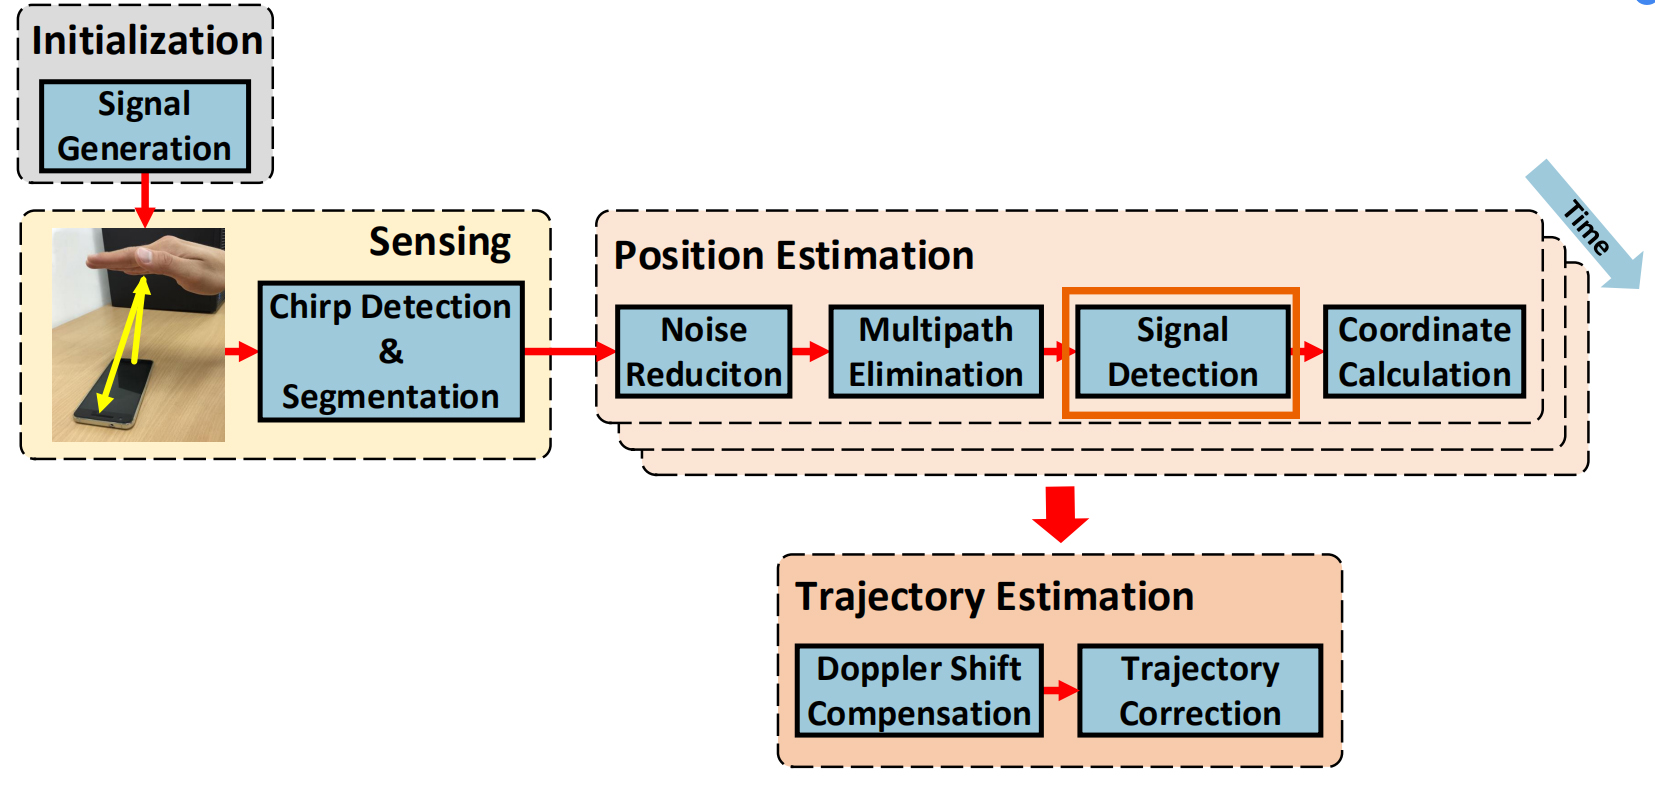 Initialization
Signal
Generation
Sensing
Chirp Detection
&
Segmentation
Position Estimation
Noise
Reduciton
Multipath
Elimination
Signal
Detection
Coordinate
Calculation
Time
Trajectory Estimation
Doppler Shift
Compensation
Trajectory
Correction